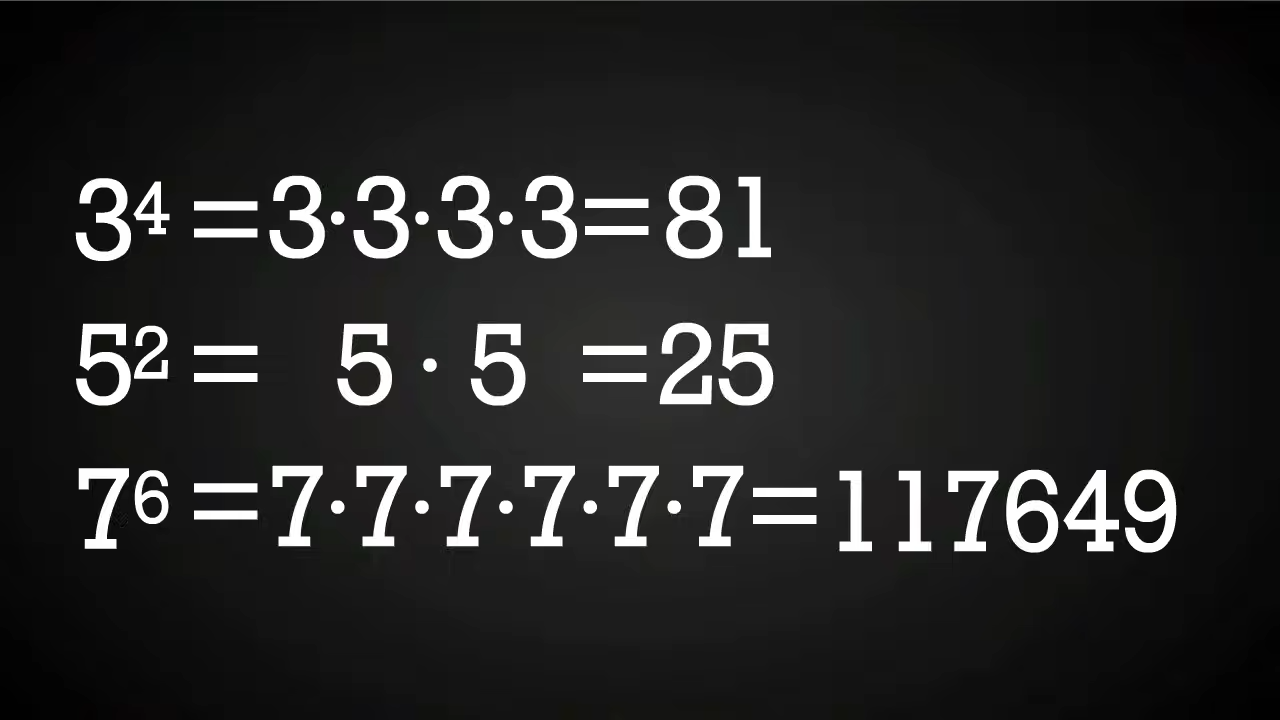 3⁴ = 3·3·3·3 = 81
5² = 5 · 5 = 25
7⁶ = 7·7·7·7·7·7 = 117649